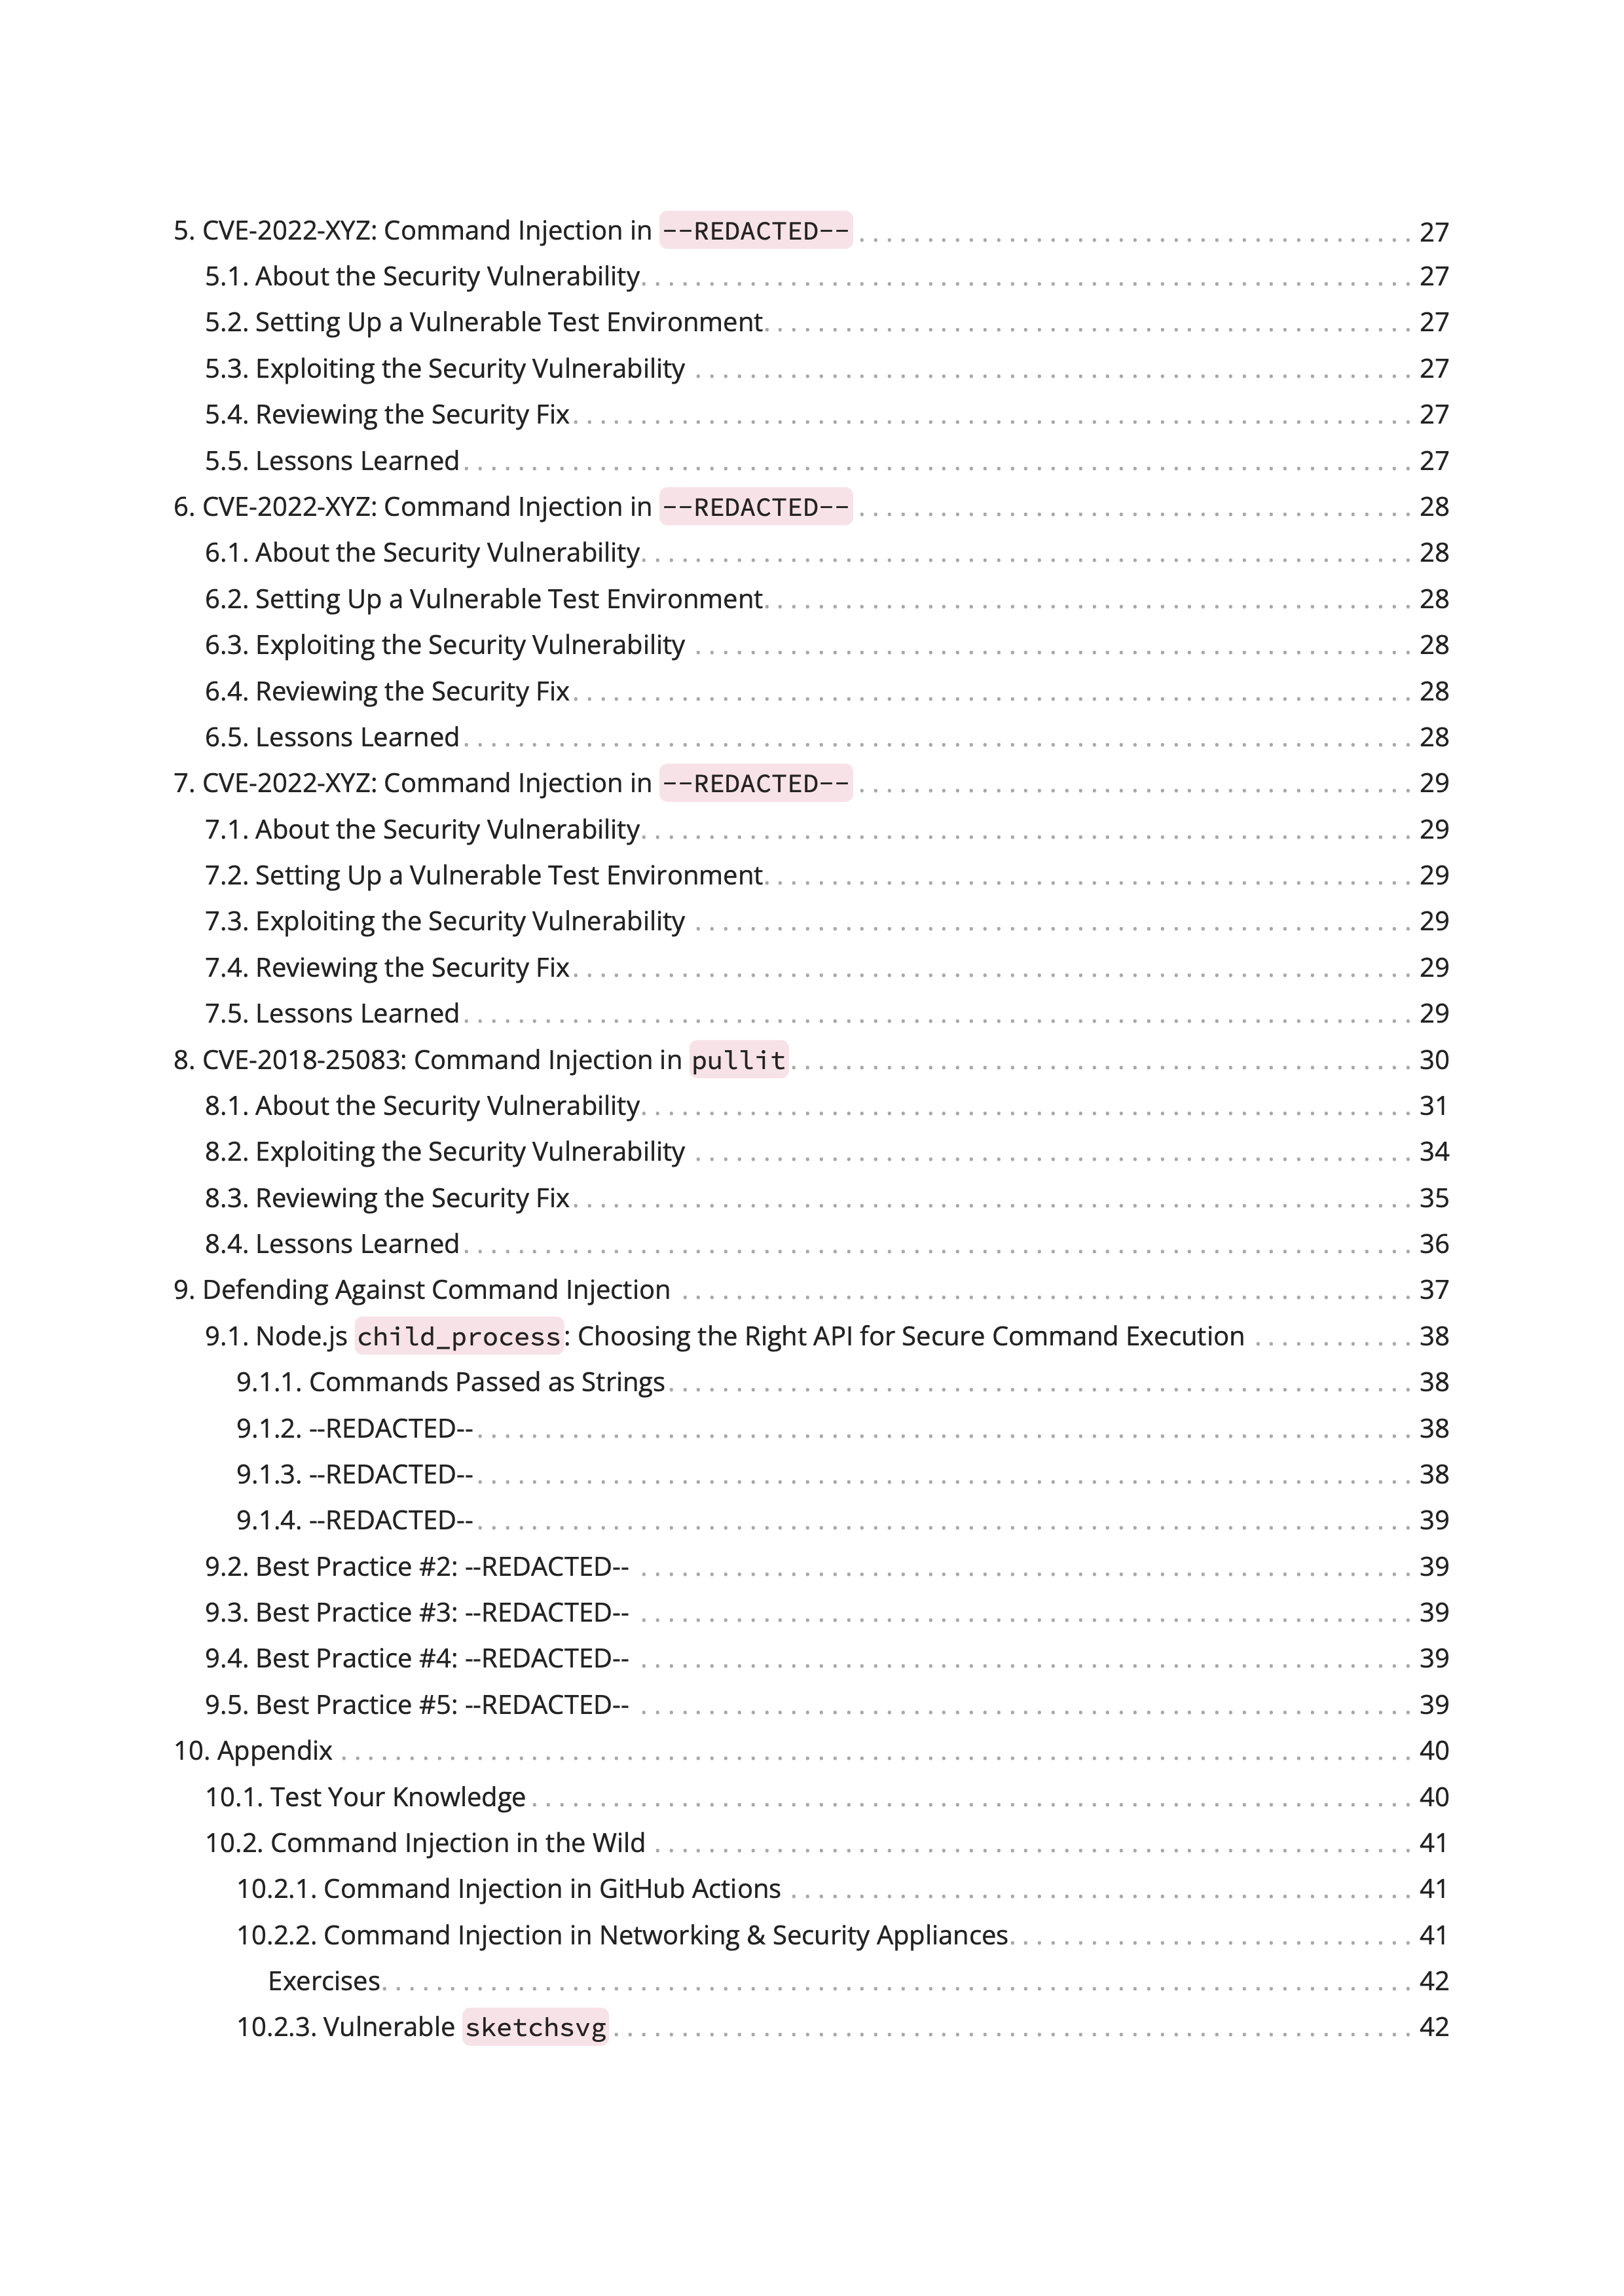 5. CVE-2022-XYZ: Command Injection in --REDACTED-- 27
5.1. About the Security Vulnerability 27
5.2. Setting Up a Vulnerable Test Environment 27
5.3. Exploiting the Security Vulnerability 27
5.4. Reviewing the Security Fix 27
5.5. Lessons Learned 27
6. CVE-2022-XYZ: Command Injection in --REDACTED-- 28
6.1. About the Security Vulnerability 28
6.2. Setting Up a Vulnerable Test Environment 28
6.3. Exploiting the Security Vulnerability 28
6.4. Reviewing the Security Fix 28
6.5. Lessons Learned 28
7. CVE-2022-XYZ: Command Injection in --REDACTED-- 29
7.1. About the Security Vulnerability 29
7.2. Setting Up a Vulnerable Test Environment 29
7.3. Exploiting the Security Vulnerability 29
7.4. Reviewing the Security Fix 29
7.5. Lessons Learned 29
8. CVE-2018-25083: Command Injection in pullit 30
8.1. About the Security Vulnerability 31
8.2. Exploiting the Security Vulnerability 34
8.3. Reviewing the Security Fix 35
8.4. Lessons Learned 36
9. Defending Against Command Injection 37
9.1. Node.js child_process: Choosing the Right API for Secure Command Execution 38
9.1.1. Commands Passed as Strings 38
9.1.2. --REDACTED-- 38
9.1.3. --REDACTED-- 38
9.1.4. --REDACTED-- 39
9.2. Best Practice #2: --REDACTED-- 39
9.3. Best Practice #3: --REDACTED-- 39
9.4. Best Practice #4: --REDACTED-- 39
9.5. Best Practice #5: --REDACTED-- 39
10. Appendix 40
10.1. Test Your Knowledge 40
10.2. Command Injection in the Wild 41
10.2.1. Command Injection in GitHub Actions 41
10.2.2. Command Injection in Networking & Security Appliances 41
Exercises 42
10.2.3. Vulnerable sketchsvg 42